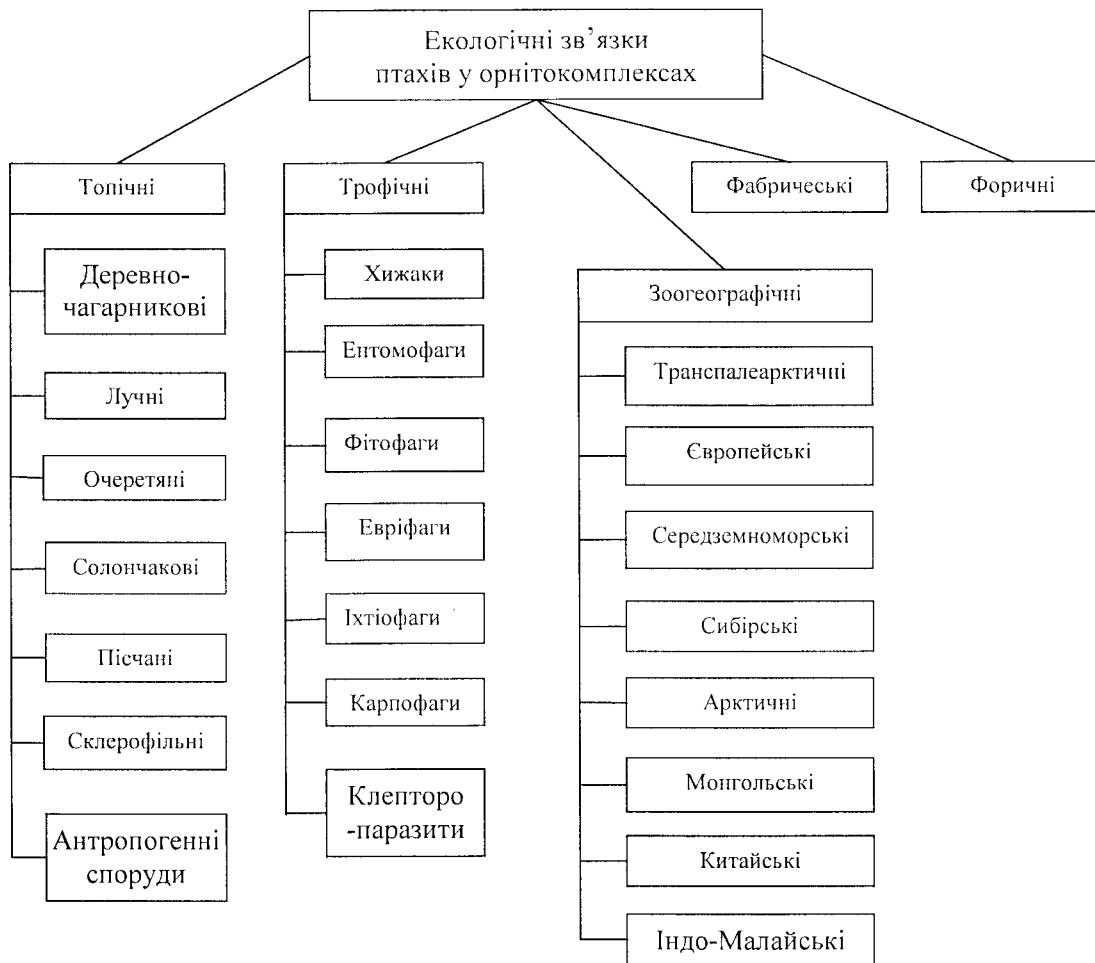 Екологічні зв’язки
птахів у орнітокомплексах
Топічні
Трофічні
Фабричеські
Форичні
Деревно-
чагарникові
Лучні
Очеретяні
Солончакові
Пісчані
Склерофільні
Антропогенні
споруди
Хижаки
Ентомофаги
Фітофаги
Евріфаги
Іхтіофаги
Карпофаги
Клепторо
-паразити
Зоогеографічні
Транспалеарктичні
Європейські
Середземноморські
Сибірські
Арктичні
Монгольські
Китайські
Індо-Малайські